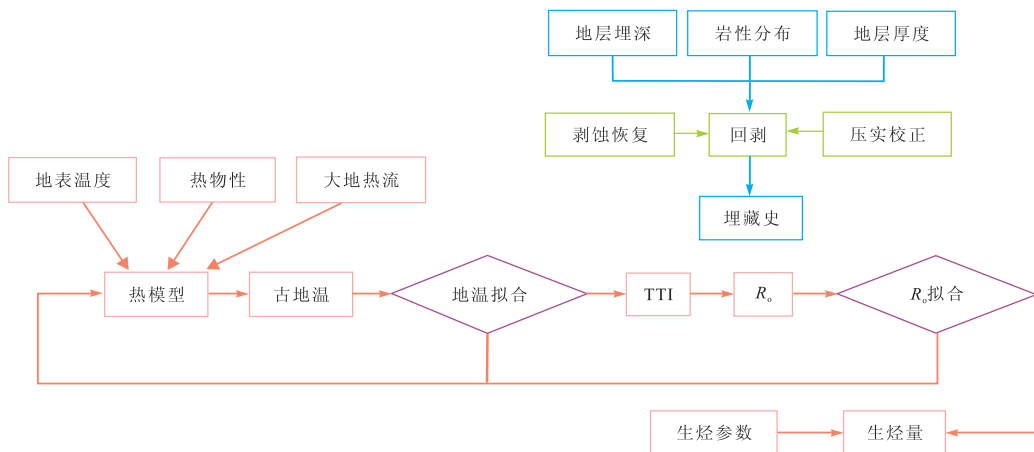 地层埋深
岩性分布
地层厚度
剥蚀恢复
回剥
压实校正
地表温度
热物性
大地热流
埋藏史
热模型
古地温
地温拟合
TTI
Rₒ
Rₒ拟合
生烃参数
生烃量